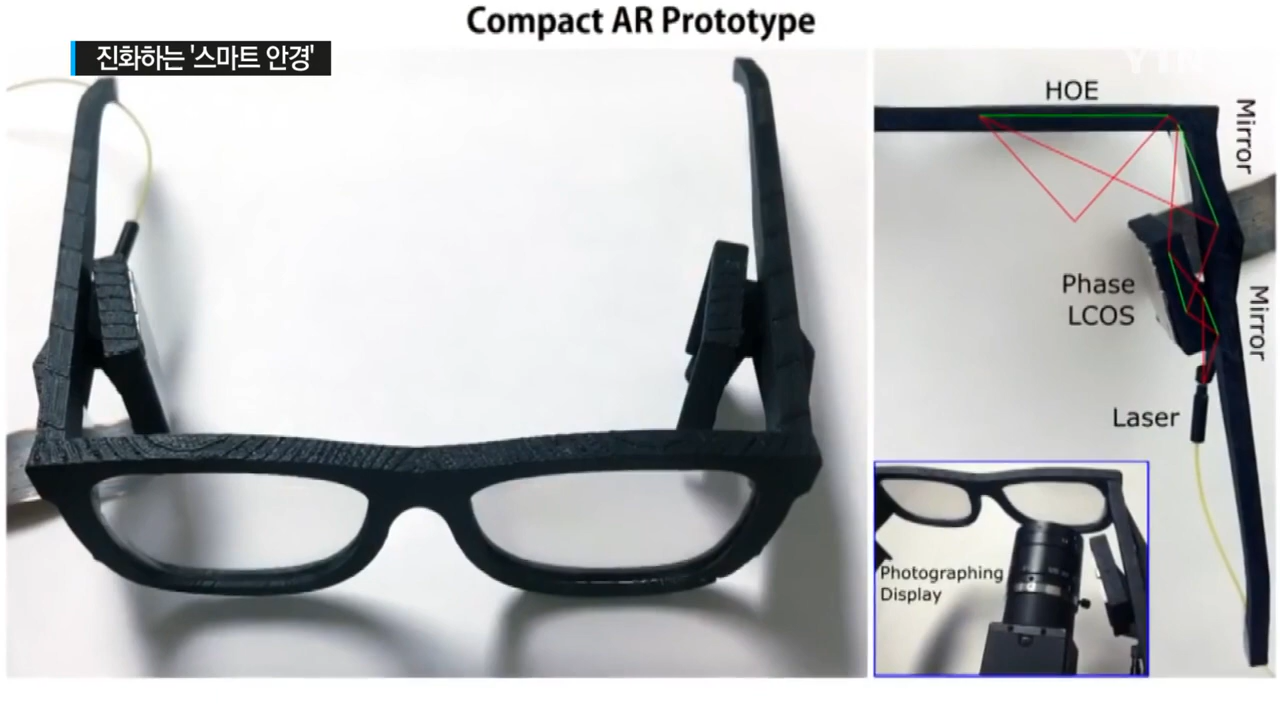 Compact AR Prototype
진화하는 '스마트 안경'
YTN
HOE
Mirror
Phase
LCOS
Mirror
Laser
Photographing
Display